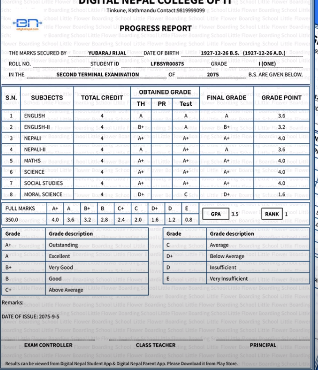 DIGITAL NEPAL COLLEGE OF IT
Tinkune, Kathmandu Contact:9819999099
BN
PROGRESS REPORT
THE MARKS SECURED BY YUBARAJ RIJAL DATE OF BIRTH 1927-12-26 B.S. (1927-12-26 A.D.)
ROLL NO. STUDENT ID LFBSYR00875 GRADE I (ONE)
IN THE SECOND TERMINAL EXAMINATION OF 2075 B.S. ARE GIVEN BELOW.
S.N. SUBJECTS TOTAL CREDIT OBTAINED GRADE FINAL GRADE GRADE POINT
TH PR Test
1 ENGLISH 4 A A A 3.6
2 ENGLISH-II 4 B+ A B+ 3.2
3 NEPALI 4 A+ A A+ 4.0
4 NEPALI-II 4 A A+ A 3.6
5 MATHS 4 A+ A+ A+ 4.0
6 SCIENCE 4 A+ A+ A+ 4.0
7 SOCIAL STUDIES 4 A+ A+ A+ 4.0
8 MORAL SCIENCE 4 D+ C D+ 1.6
FULL MARKS A+ A B+ B C+ C D+ D E
350.0 4.0 3.6 3.2 2.8 2.4 2.0 1.6 1.2 0.8
GPA 3.5 RANK 1
Grade Grade description Grade Grade description
A+ Outstanding C Average
A Excellent D+ Below Average
B+ Very Good D Insufficient
B Good E Very Insufficient
C+ Above Average
Remarks:
DATE OF ISSUE: 2075-9-5
EXAM CONTROLLER CLASS TEACHER PRINCIPAL
Results can be viewed from Digital Nepal Student App & Digital Nepal Parent App. Please Download it from Play Store.